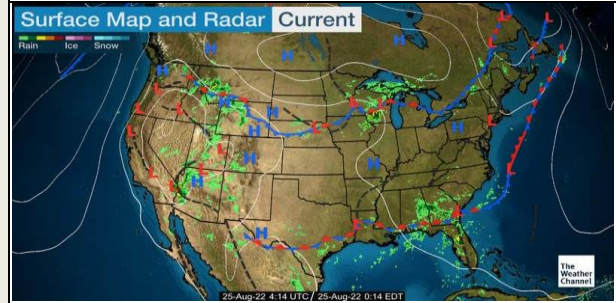 Surface Map and Radar Current
Rain Ice Snow
H H H L L L
H L
L H L L L
L H L
H H L L
L H H
L H H
L L H L
L L H
H L L
The
Weather
Channel
25-Aug-22 4:14 UTC / 25-Aug-22 0:14 EDT